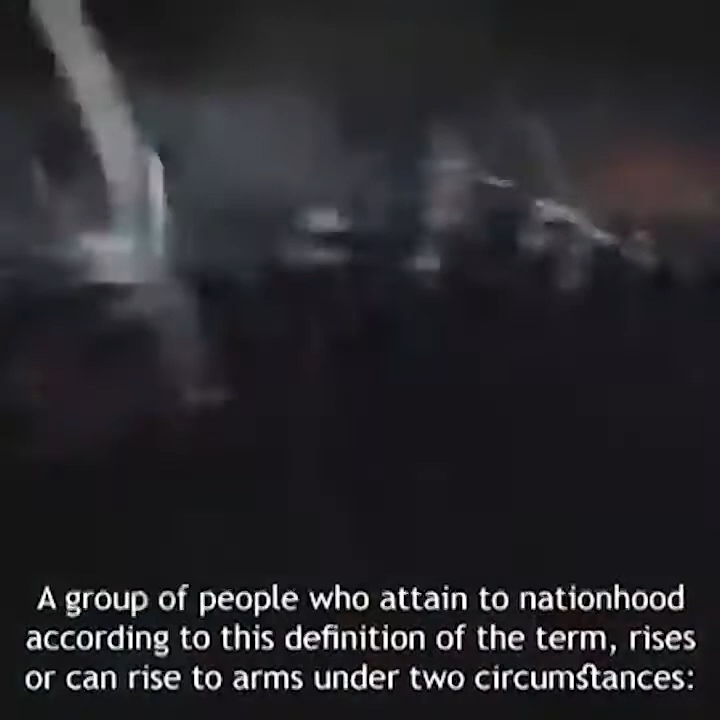 A group of people who attain to nationhood
according to this definition of the term, rises
or can rise to arms under two circumstances: